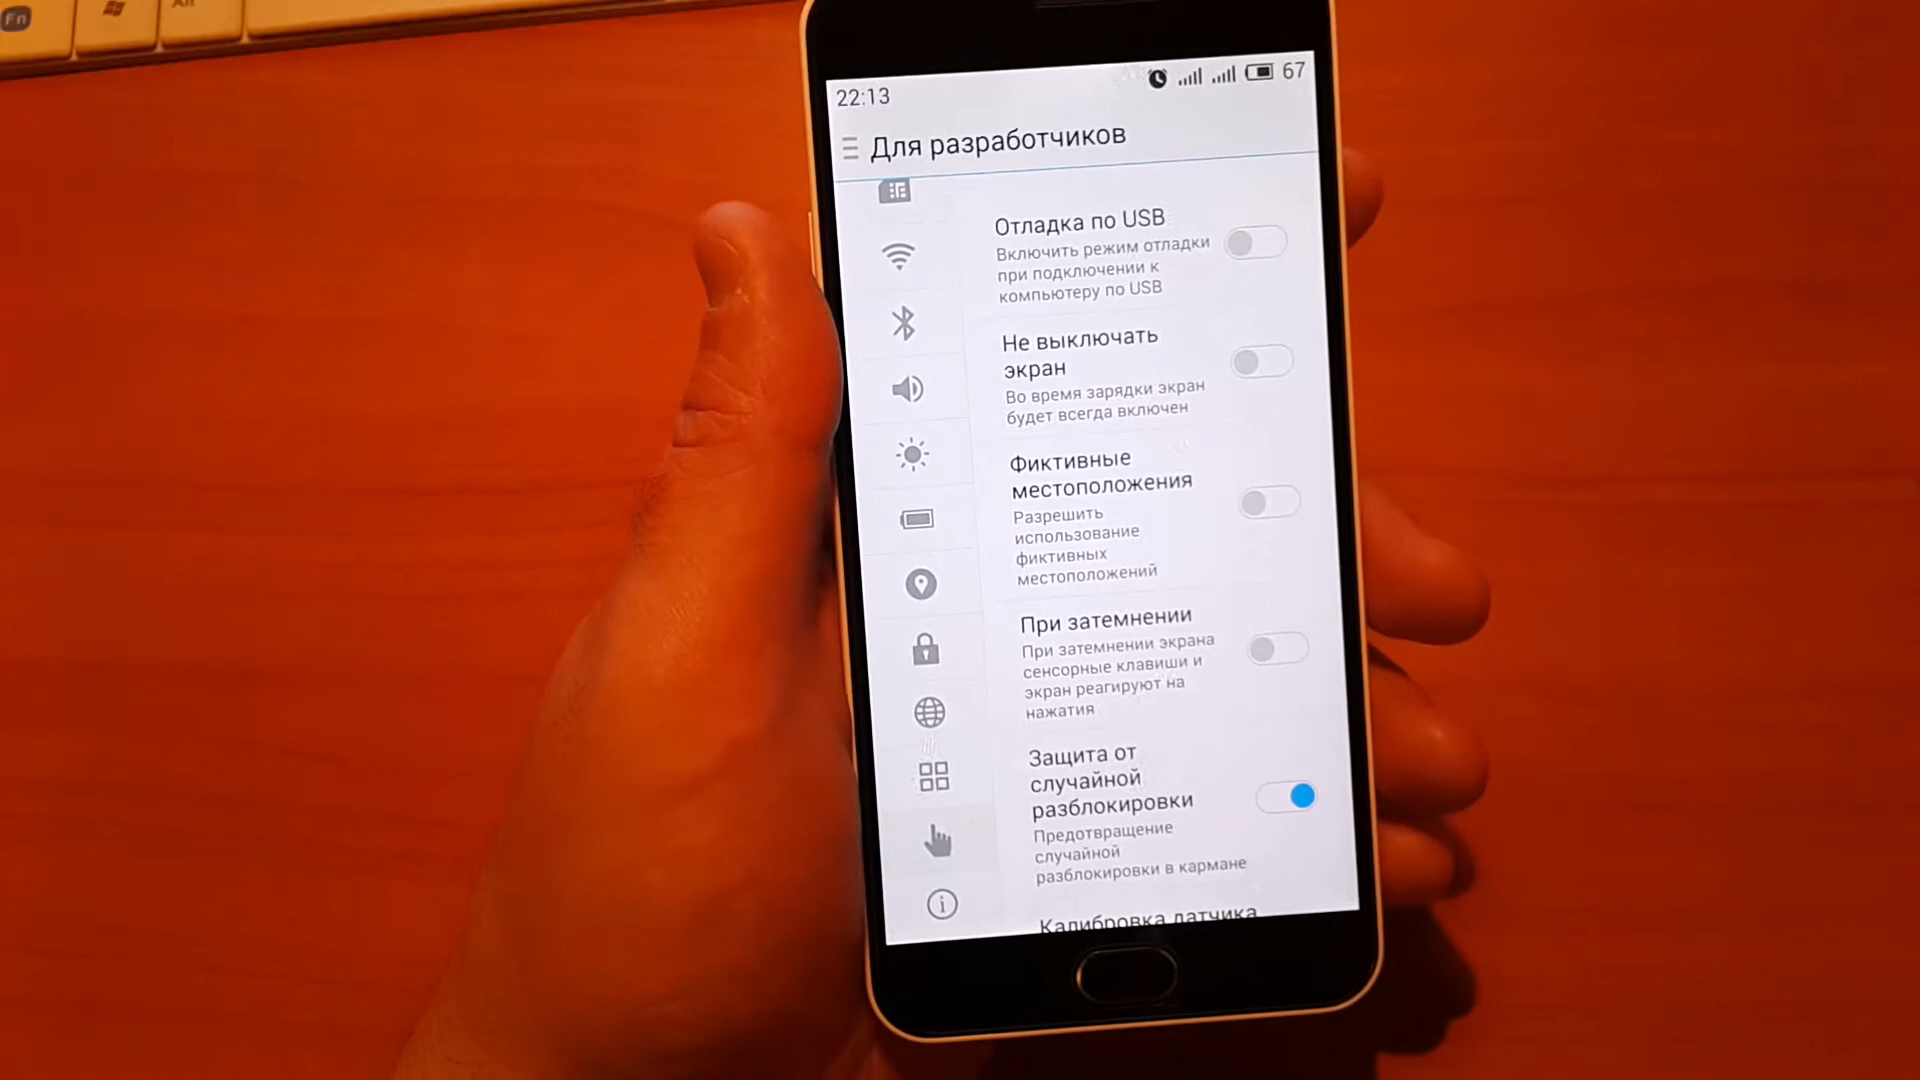 Fn
Alt
22:13
67
Для разработчиков
Отладка по USB
Включить режим отладки
при подключении к
компьютеру по USB
Не выключать
экран
Во время зарядки экран
будет всегда включен
Фиктивные
местоположения
Разрешить
использование
фиктивных
местоположений
При затемнении
При затемнении экрана
сенсорные клавиши и
экран реагируют на
нажатия
Защита от
случайной
разблокировки
Предотвращение
случайной
разблокировки в кармане
Калибровка датчика